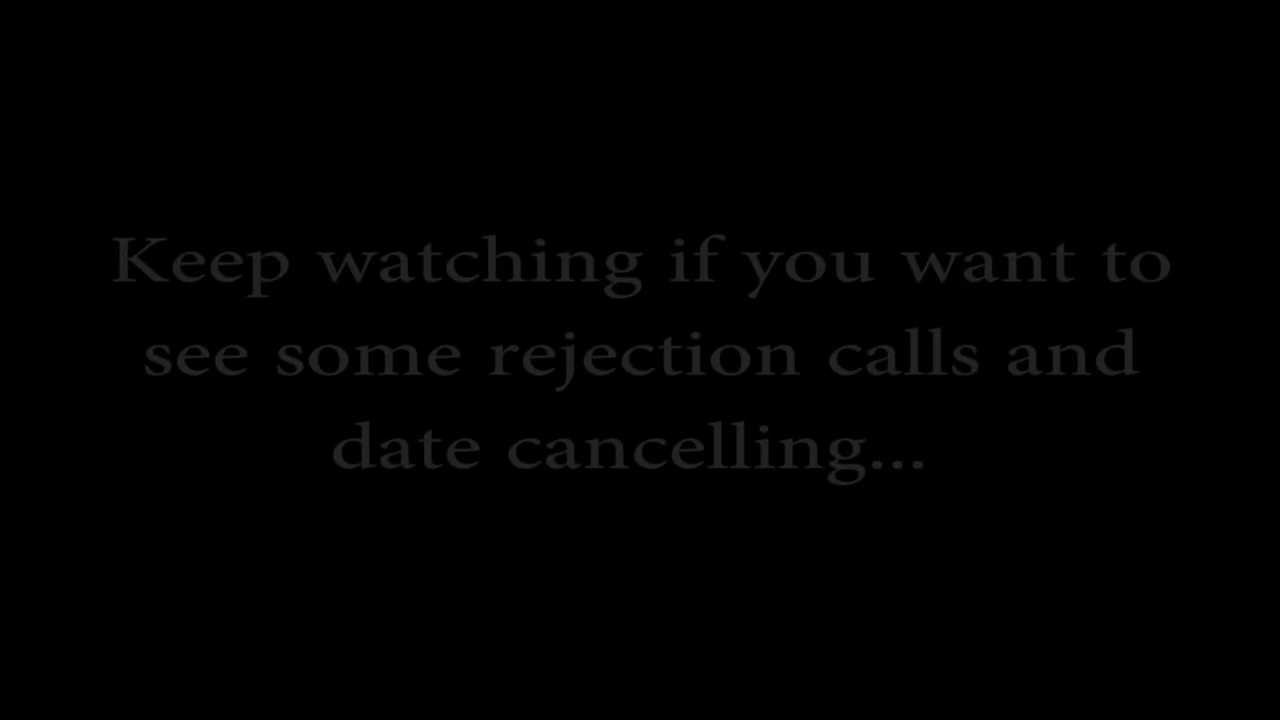 Keep watching if you want to
see some rejection calls and
date cancelling...